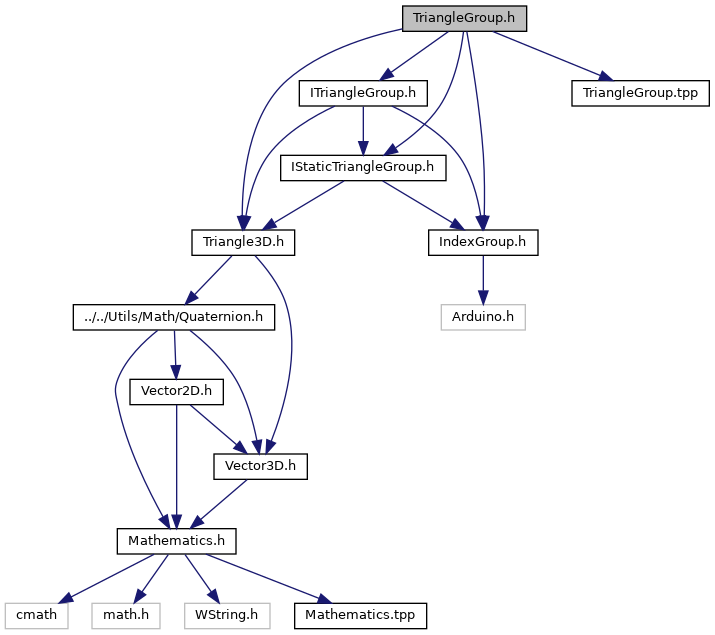 TriangleGroup.h
ITriangleGroup.h
TriangleGroup.tpp
IStaticTriangleGroup.h
Triangle3D.h
IndexGroup.h
../../Utils/Math/Quaternion.h
Arduino.h
Vector2D.h
Vector3D.h
Mathematics.h
cmath
math.h
WString.h
Mathematics.tpp